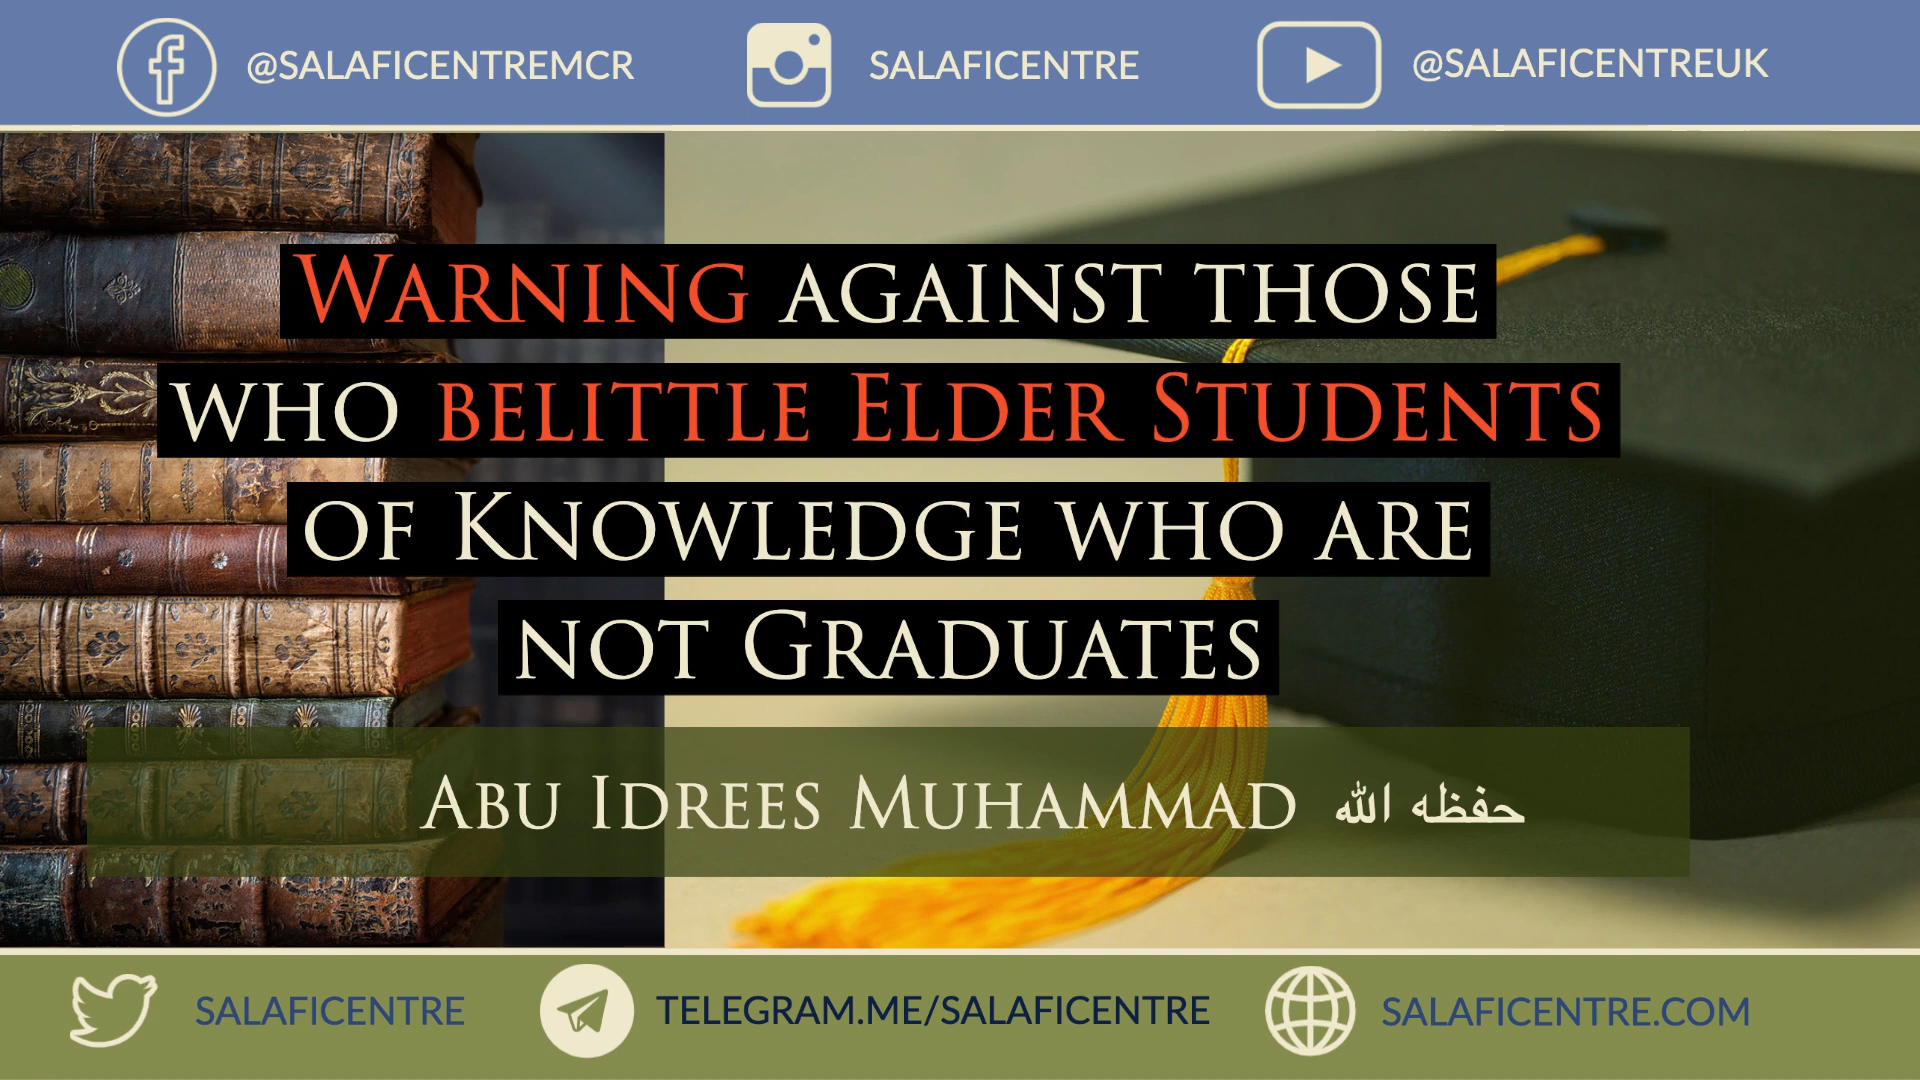 @SALAFICENTREMCR SALAFICENTRE @SALAFICENTREUK
WARNING AGAINST THOSE
WHO BELITTLE ELDER STUDENTS
OF KNOWLEDGE WHO ARE
NOT GRADUATES
ABU IDREES MUHAMMAD حفظه الله
SALAFICENTRE TELEGRAM.ME/SALAFICENTRE SALAFICENTRE.COM